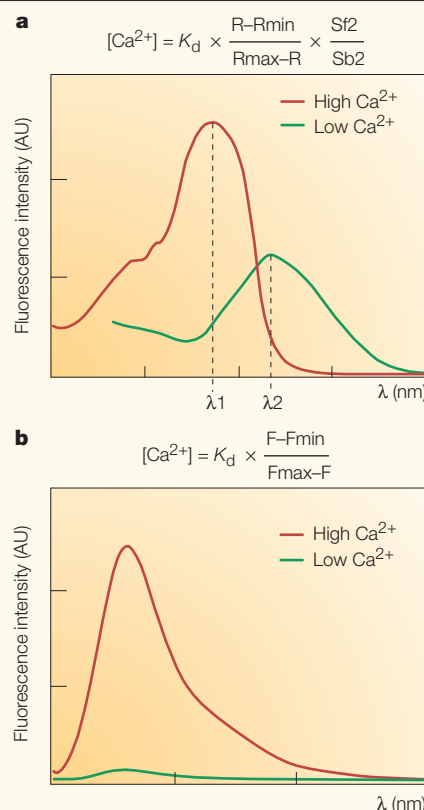 a
[Ca2+] = Kd × R–Rmin / Rmax–R × Sf2 / Sb2
High Ca2+
Low Ca2+
Fluorescence intensity (AU)
λ1 λ2 λ (nm)
b
[Ca2+] = Kd × F–Fmin / Fmax–F
High Ca2+
Low Ca2+
Fluorescence intensity (AU)
λ (nm)